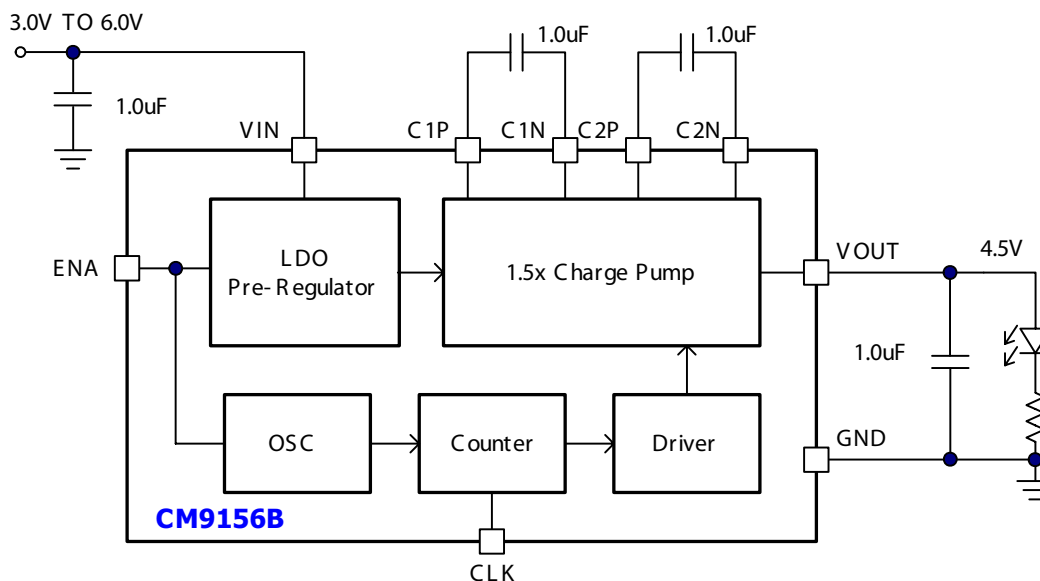 3.0V TO 6.0V
1.0uF
1.0uF
1.0uF
VIN
C1P
C1N
C2P
C2N
ENA
LDO
Pre-Regulator
1.5x Charge Pump
VOUT
4.5V
1.0uF
OSC
Counter
Driver
GND
CM9156B
CLK